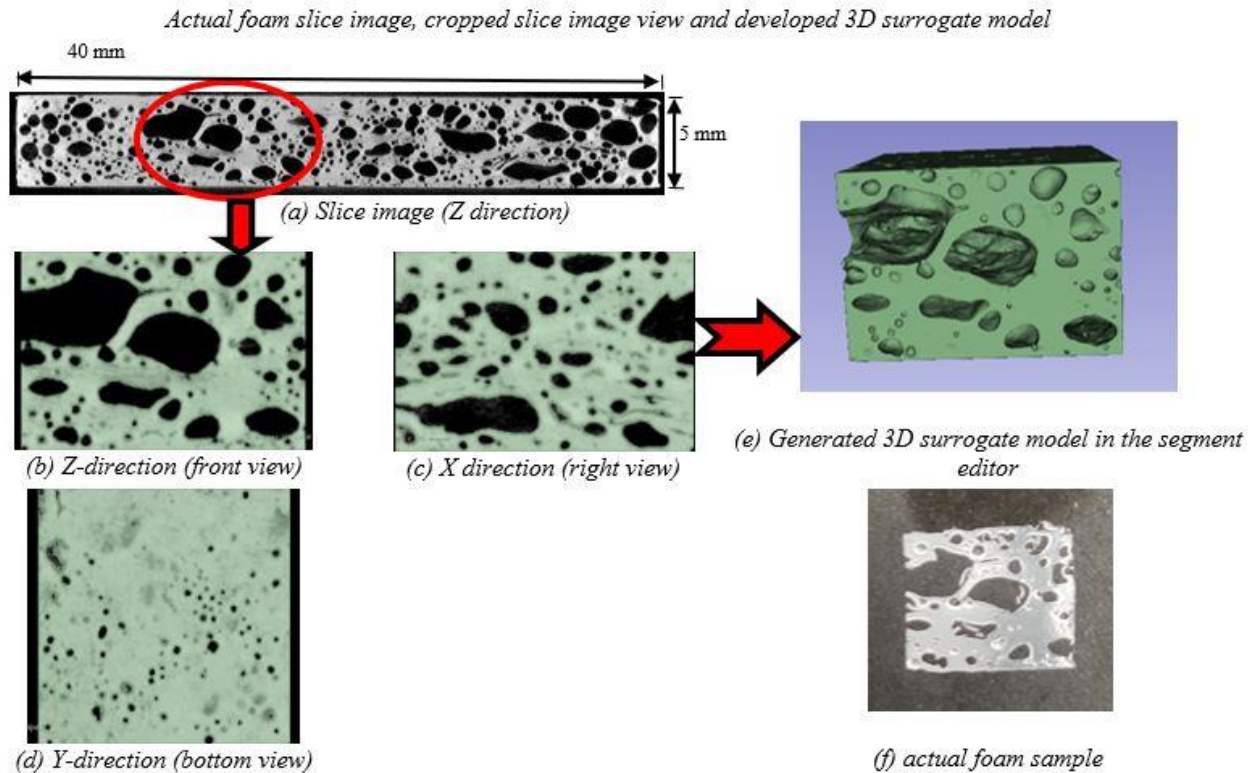 Actual foam slice image, cropped slice image view and developed 3D surrogate model
40 mm
5 mm
(a) Slice image (Z direction)
(b) Z-direction (front view)
(c) X direction (right view)
(e) Generated 3D surrogate model in the segment
editor
(d) Y-direction (bottom view)
(f) actual foam sample